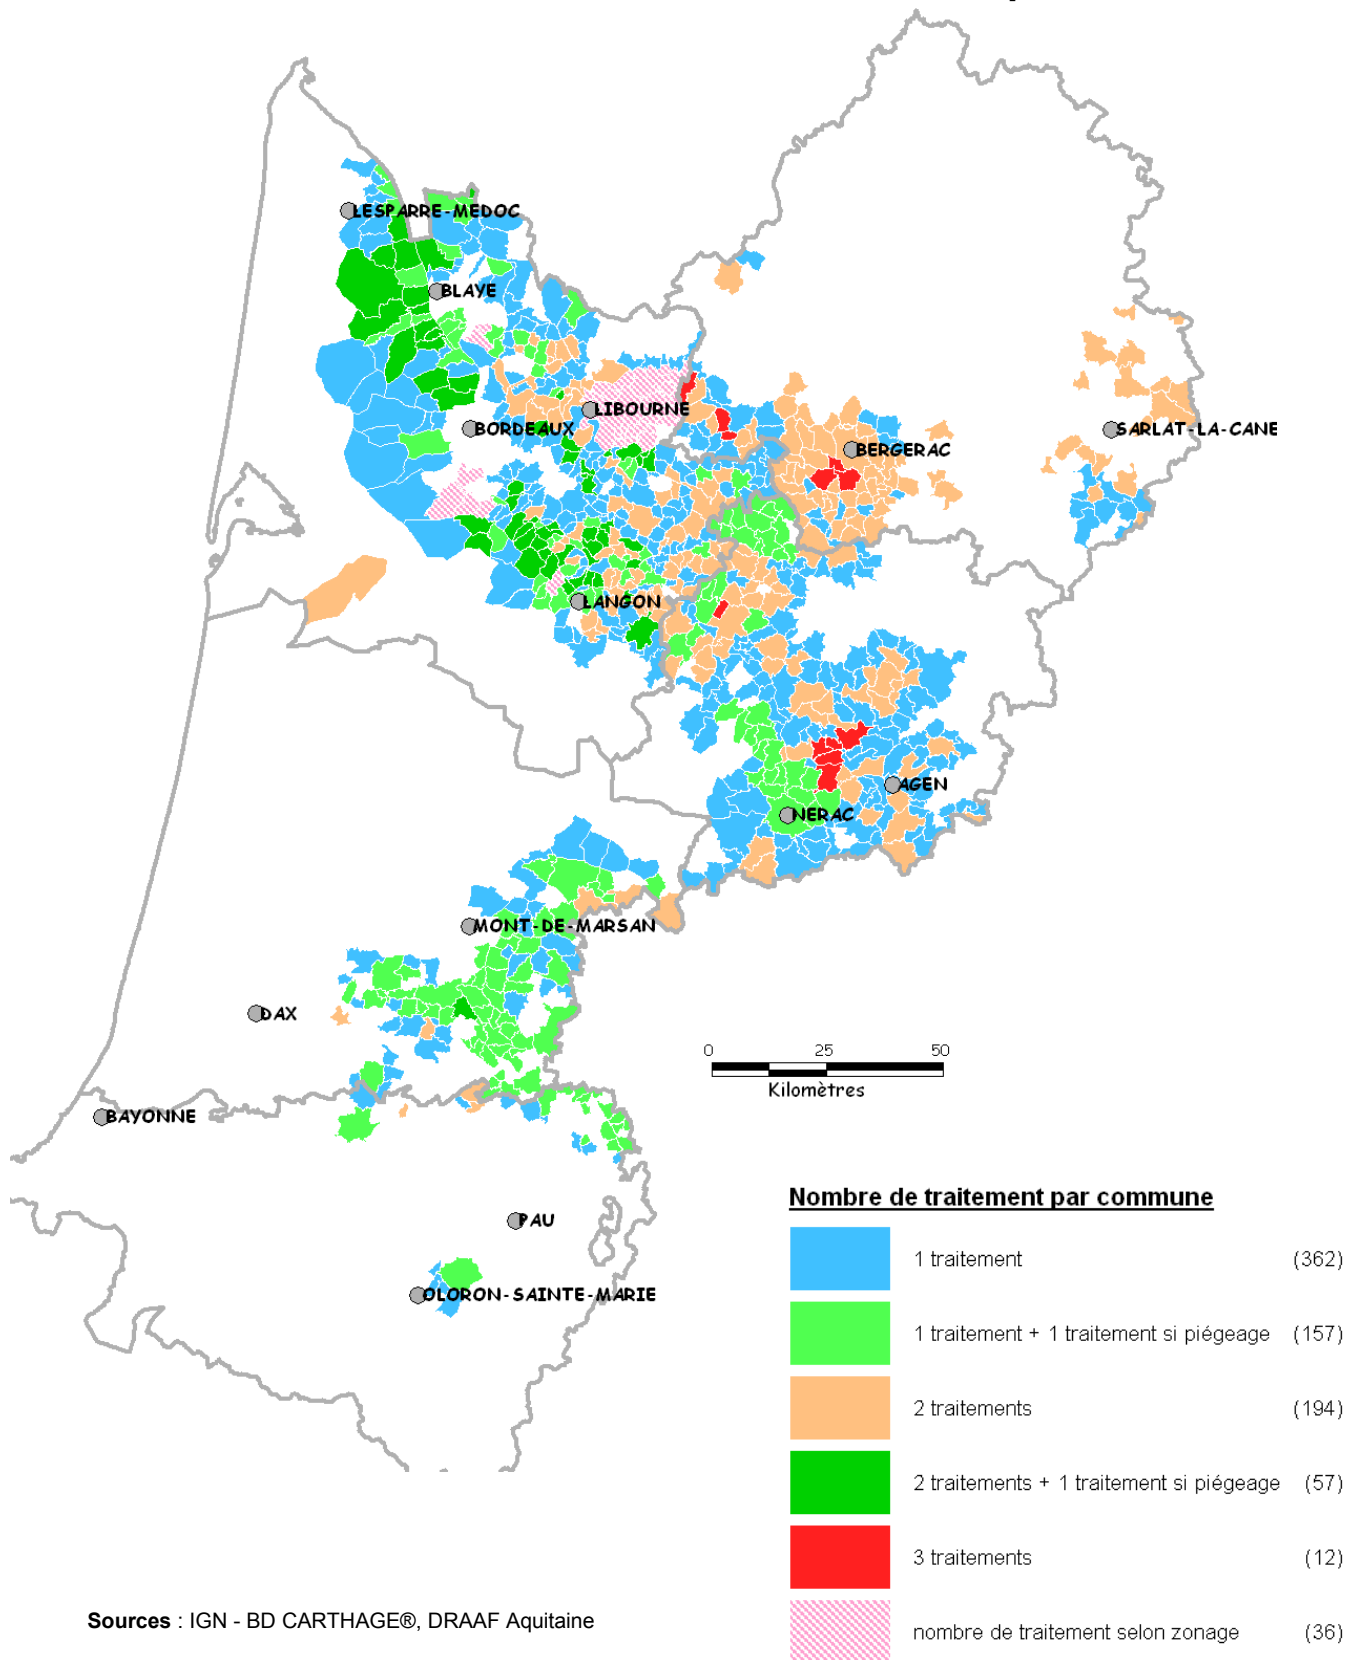 LESPARRE-MEDOC
BLAYE
LIBOURNE
BORDEAUX
BERGERAC
SARLAT-LA-CANE
LANGON
AGEN
NERAC
MONT-DE-MARSAN
DAX
0 25 50
Kilomètres
BAYONNE
PAU
OLORON-SAINTE-MARIE
Nombre de traitement par commune
1 traitement (362)
1 traitement + 1 traitement si piégeage (157)
2 traitements (194)
2 traitements + 1 traitement si piégeage (57)
3 traitements (12)
nombre de traitement selon zonage (36)
Sources : IGN - BD CARTHAGE®, DRAAF Aquitaine